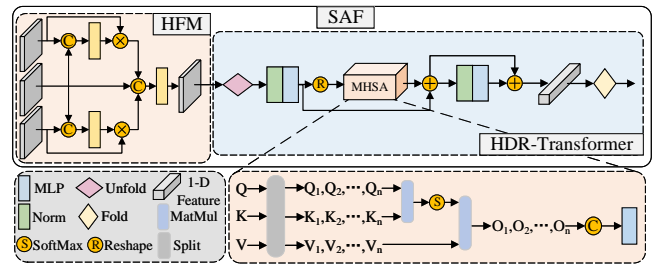 SAF
HFM
C
×
C
C
×
R
MHSA
+
+
HDR-Transformer
MLP
Unfold
1-D
Feature
Norm
Fold
MatMul
S SoftMax
R Reshape
Split
Q
Q₁,Q₂,···,Qₙ
S
K
K₁,K₂,···,Kₙ
O₁,O₂,···,Oₙ
C
V
V₁,V₂,···,Vₙ